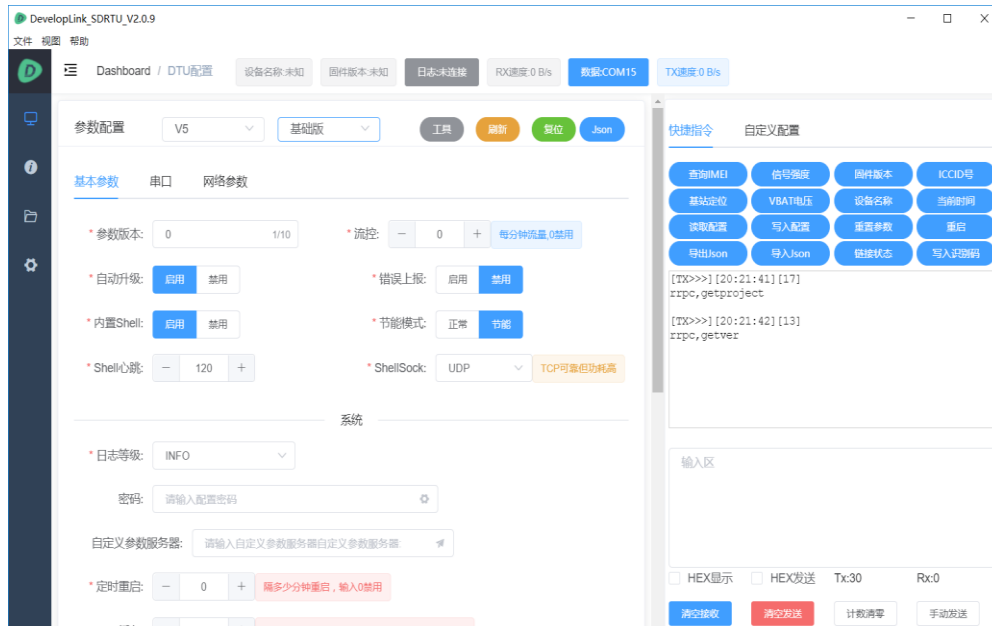 DevelopLink_SDRTU_V2.0.9
文件 视图 帮助
Dashboard / DTU配置 设备名称:未知 固件版本:未知 日志:未连接 RX速度:0 B/s 数据:COM15 TX速度:0 B/s
参数配置 V5 基础版 工具 刷新 复位 Json
基本参数 串口 网络参数
* 参数版本: 0 1/10 * 流控: − 0 + 每分钟流量,0禁用
* 自动升级: 启用 禁用 * 错误上报: 启用 禁用
* 内置Shell: 启用 禁用 * 节能模式: 正常 节能
* Shell心跳: − 120 + * ShellSock: UDP TCP可靠但功耗高
系统
* 日志等级: INFO
密码: 请输入配置密码
自定义参数服务器: 请输入自定义参数服务器自定义参数服务器
* 定时重启: − 0 + 隔多少分钟重启，输入0禁用
快捷指令 自定义配置
查询IMEI 信号强度 固件版本 ICCID号
基站定位 VBAT电压 设备名称 当前时间
读取配置 写入配置 重置参数 重启
导出Json 导入Json 链接状态 写入识别码
[TX>>>][20:21:41][17]
rrpc,getproject
[TX>>>][20:21:42][13]
rrpc,getver
输入区
HEX显示 HEX发送 Tx:30 Rx:0
清空接收 清空发送 计数清零 手动发送